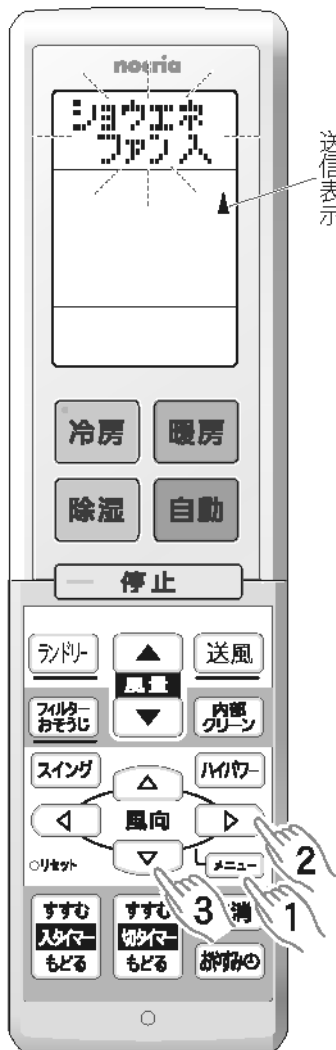 nocria
ショウエネ
ファン 入
送信表示
冷房
暖房
除湿
自動
停止
ランドリー
風量
送風
フィルター
おそうじ
内部
クリーン
スイング
ハイパワー
風向
リセット
メニュー
2
3
1
すすむ
入タイマー
もどる
すすむ
切タイマー
もどる
消
おやすみ